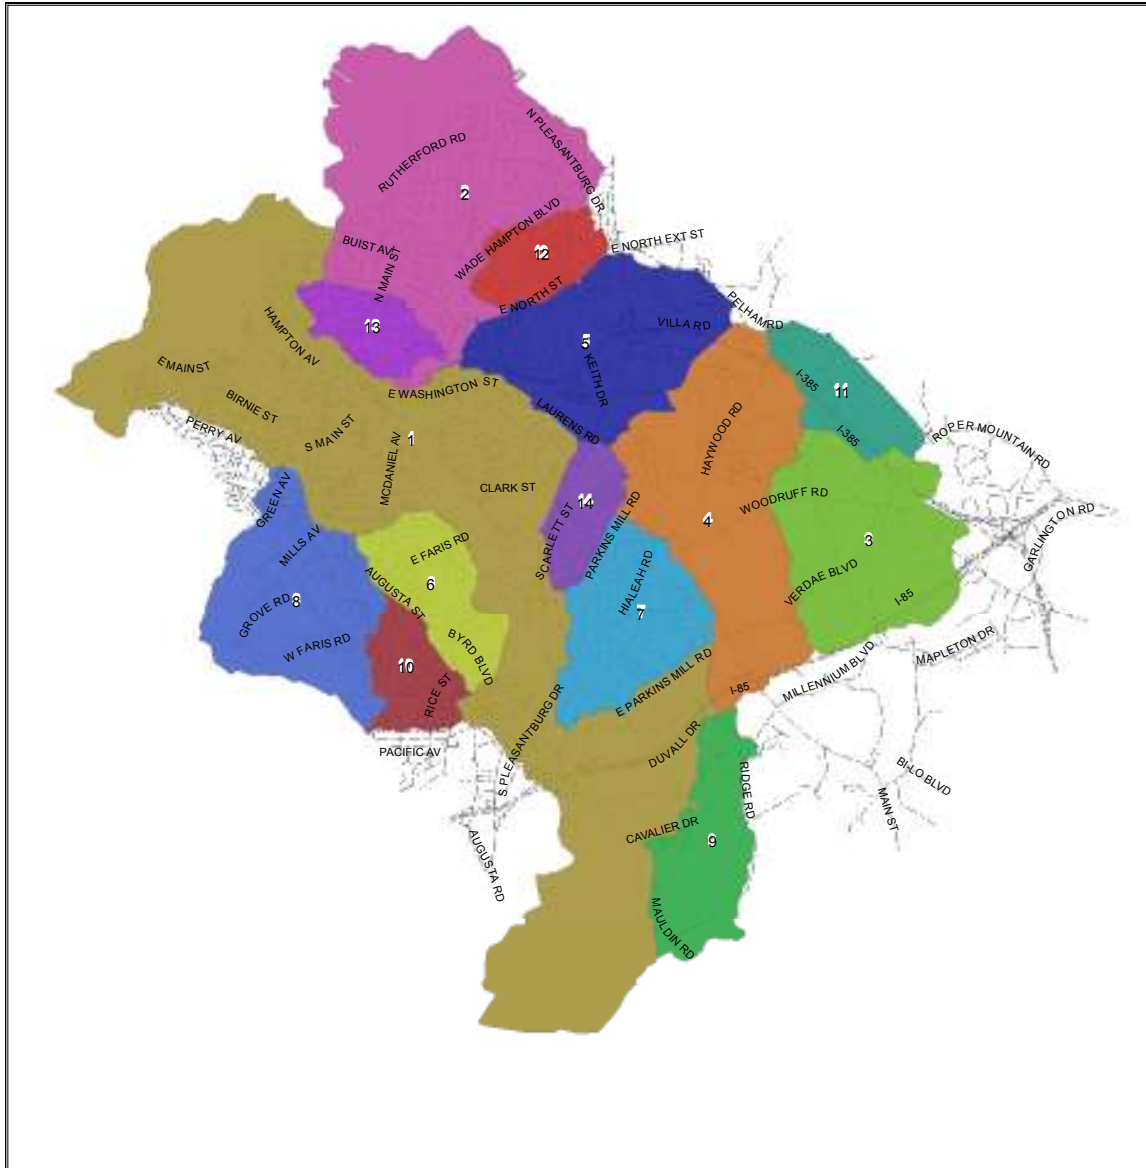 N PLEASANTBURG DR
RUTHERFORD RD
2
WADE HAMPTON BLVD
BUIST AV
N MAIN ST
12
E NORTH EXT ST
E NORTH ST
PELHAM RD
13
HAMPTON AV
5
VILLA RD
KEITH DR
E MAIN ST
E WASHINGTON ST
I-385
11
BIRNIE ST
S MAIN ST
PERRY AV
LAURENS RD
HAYWOOD RD
I-385
ROPER MOUNTAIN RD
1
MCDANIEL AV
CLARK ST
GREEN AV
14
WOODRUFF RD
GARLINGTON RD
SCARLETT ST
PARKINS MILL RD
4
3
MILLS AV
E FARIS RD
HIALEAH RD
VERDAE BLVD
I-85
6
AUGUSTA ST
8
GROVE RD
7
W FARIS RD
BYRD BLVD
MAPLETON DR
10
RICE ST
E PARKINS MILL RD
MILLENNIUM BLVD
I-85
S PLEASANTBURG DR
PACIFIC AV
DUVALL DR
RIDGE RD
BI-LO BLVD
MAIN ST
CAVALIER DR
9
AUGUSTA RD
MAULDIN RD